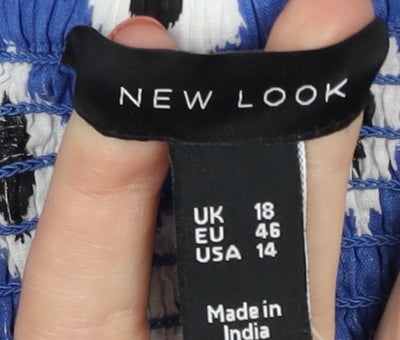 NEW LOOK
UK 18
EU 46
USA 14
Made in
India